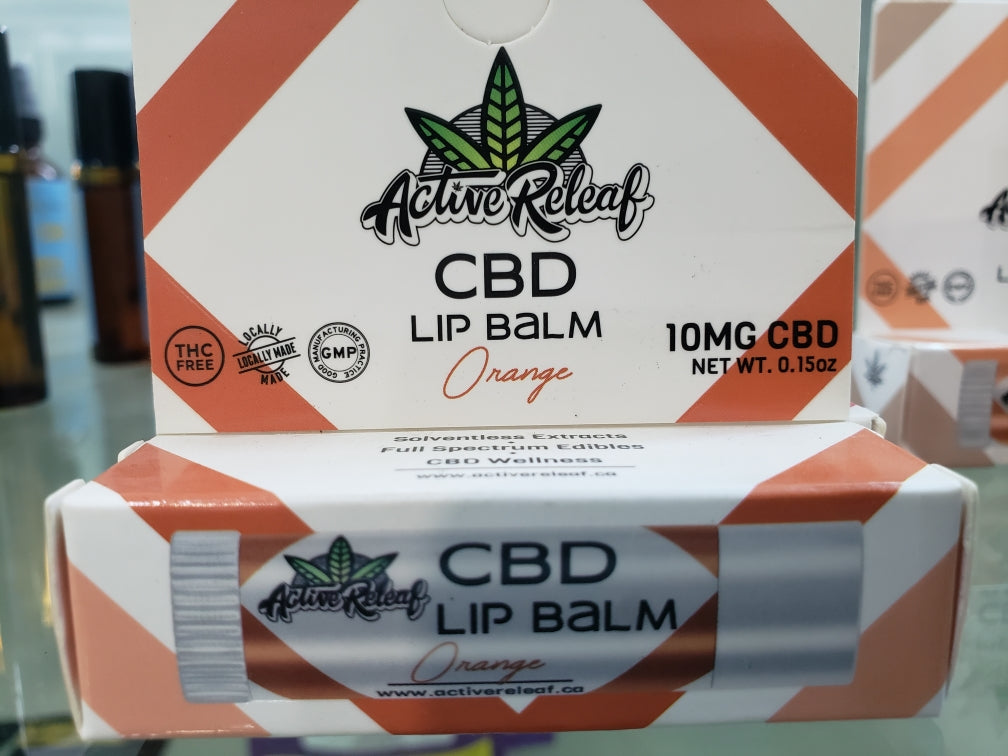 Active Releaf
CBD
LIP BALM
Orange
THC
FREE
LOCALLY
LOCALLY MADE
MADE
MANUFACTURING PRACTICE
GMP
GOOD
10MG CBD
NET WT. 0.15oz
Solventless Extracts
Full Spectrum Edibles
CBD Wellness
www.activereleaf.ca
Active Releaf
CBD
LIP BALM
Orange
www.activereleaf.ca